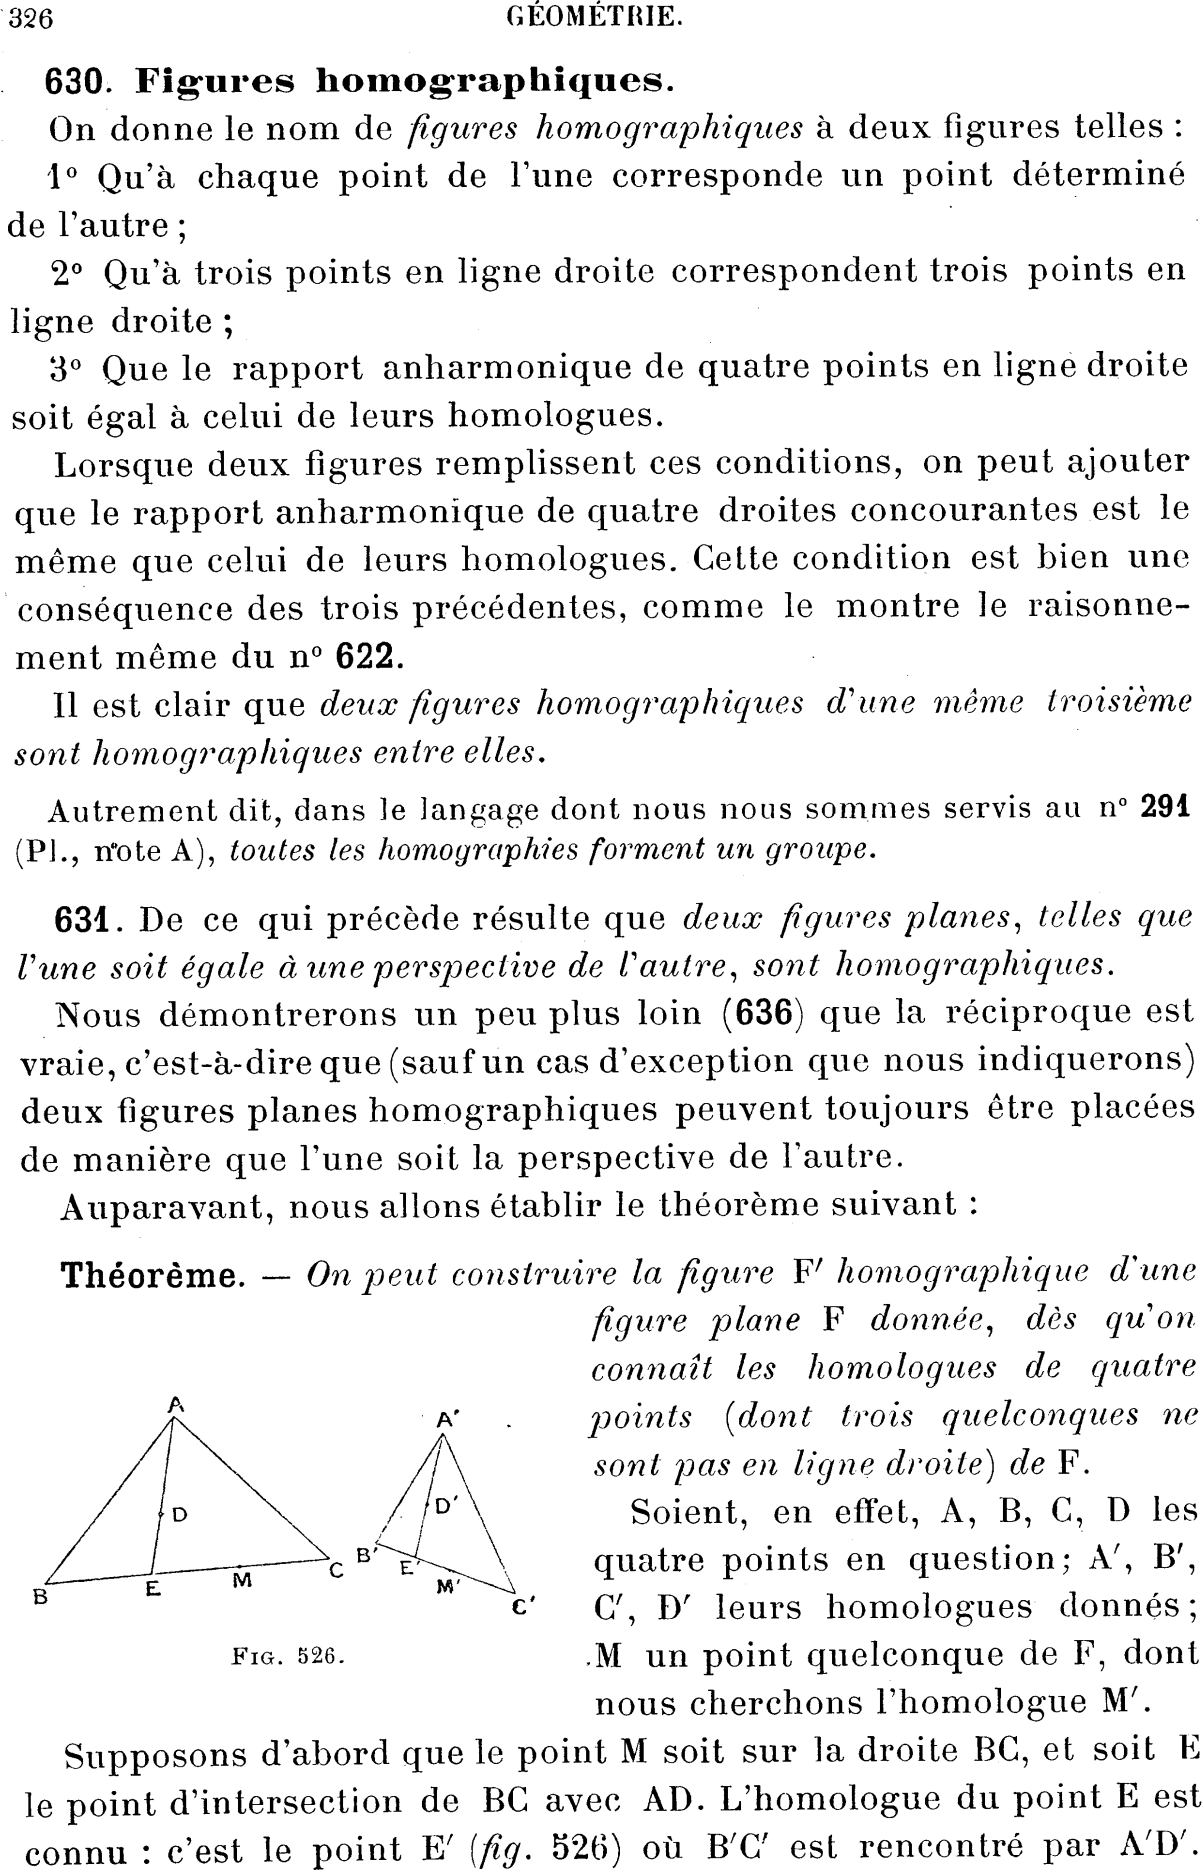 326 GÉOMÉTRIE.
630. Figures homographiques.
On donne le nom de figures homographiques à deux figures telles :
1º Qu'à chaque point de l'une corresponde un point déterminé
de l'autre ;
2º Qu'à trois points en ligne droite correspondent trois points en
ligne droite ;
3º Que le rapport anharmonique de quatre points en ligne droite
soit égal à celui de leurs homologues.
Lorsque deux figures remplissent ces conditions, on peut ajouter
que le rapport anharmonique de quatre droites concourantes est le
même que celui de leurs homologues. Cette condition est bien une
conséquence des trois précédentes, comme le montre le raisonne-
ment même du nº 622.
Il est clair que deux figures homographiques d'une même troisième
sont homographiques entre elles.
Autrement dit, dans le langage dont nous nous sommes servis au nº 291
(Pl., note A), toutes les homographies forment un groupe.
631. De ce qui précède résulte que deux figures planes, telles que
l'une soit égale à une perspective de l'autre, sont homographiques.
Nous démontrerons un peu plus loin (636) que la réciproque est
vraie, c'est-à-dire que (sauf un cas d'exception que nous indiquerons)
deux figures planes homographiques peuvent toujours être placées
de manière que l'une soit la perspective de l'autre.
Auparavant, nous allons établir le théorème suivant :
Théorème. — On peut construire la figure F' homographique d'une
figure plane F donnée, dès qu'on
connaît les homologues de quatre
points (dont trois quelconques ne
sont pas en ligne droite) de F.
Soient, en effet, A, B, C, D les
quatre points en question ; A', B',
C', D' leurs homologues donnés ;
M un point quelconque de F, dont
nous cherchons l'homologue M'.
A
D
B
E
M
C
A'
D'
B'
E'
M'
C'
FIG. 526.
Supposons d'abord que le point M soit sur la droite BC, et soit E
le point d'intersection de BC avec AD. L'homologue du point E est
connu : c'est le point E' (fig. 526) où B'C' est rencontré par A'D'.